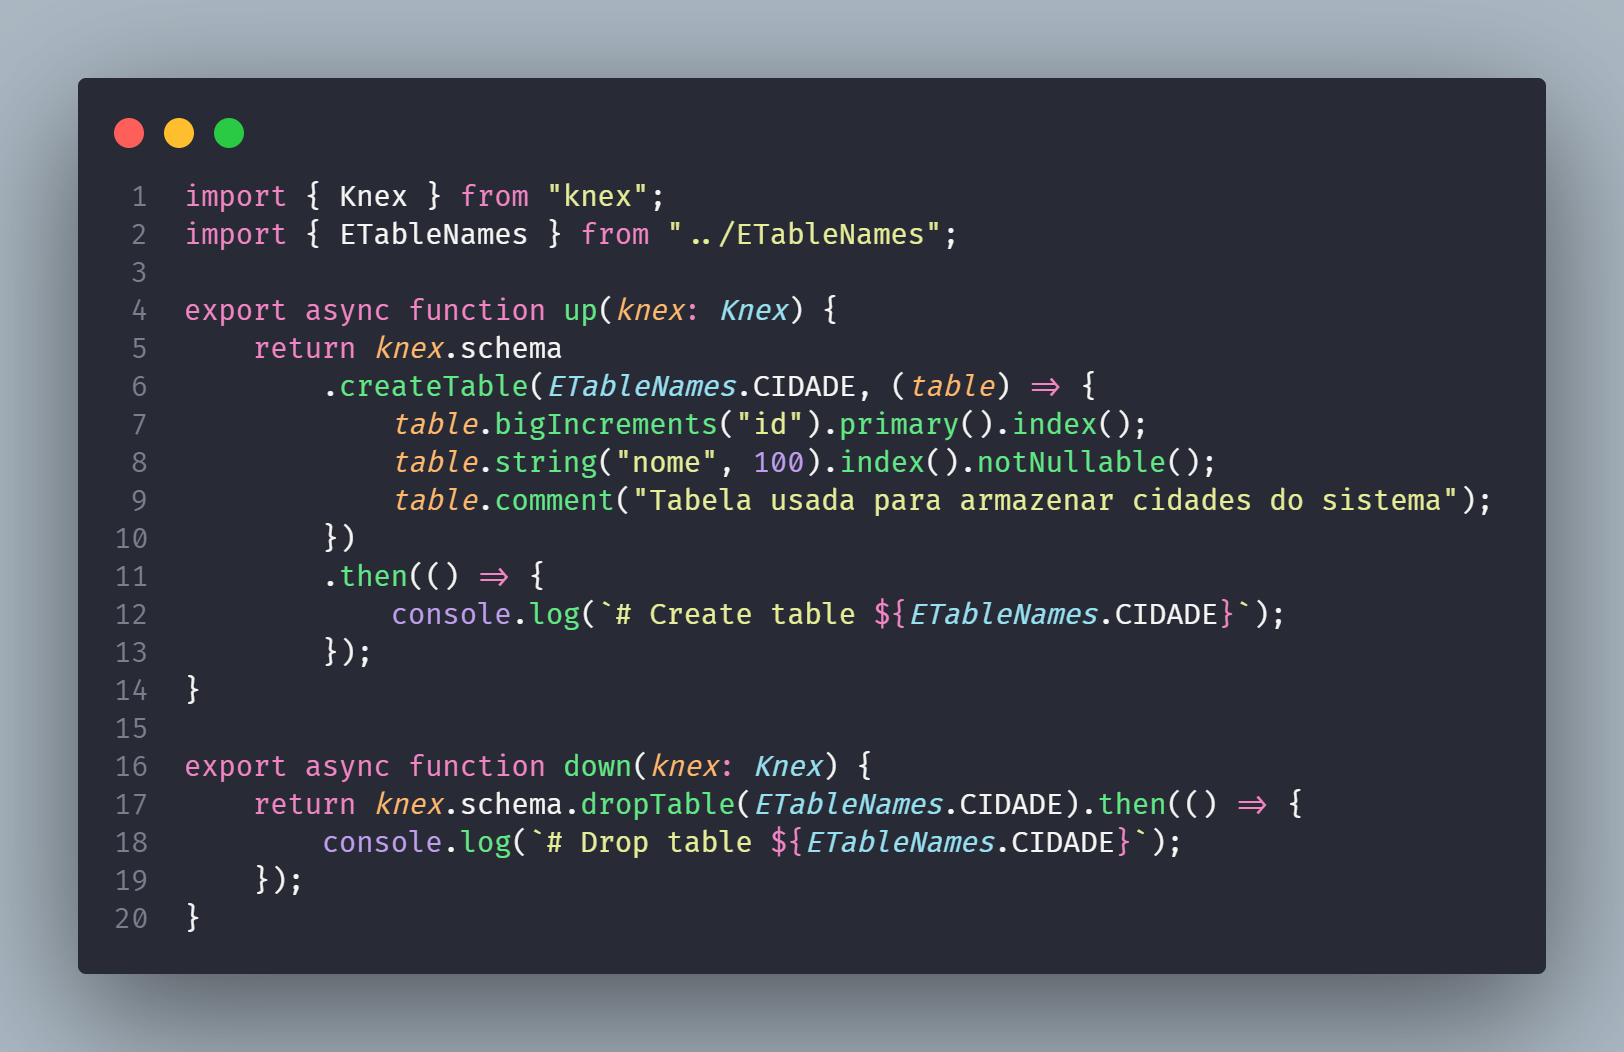 1 import { Knex } from "knex";
2 import { ETableNames } from "../ETableNames";
3
4 export async function up(knex: Knex) {
5     return knex.schema
6         .createTable(ETableNames.CIDADE, (table) => {
7             table.bigIncrements("id").primary().index();
8             table.string("nome", 100).index().notNullable();
9             table.comment("Tabela usada para armazenar cidades do sistema");
10         })
11         .then(() => {
12             console.log(`# Create table ${ETableNames.CIDADE}`);
13         });
14 }
15
16 export async function down(knex: Knex) {
17     return knex.schema.dropTable(ETableNames.CIDADE).then(() => {
18         console.log(`# Drop table ${ETableNames.CIDADE}`);
19     });
20 }